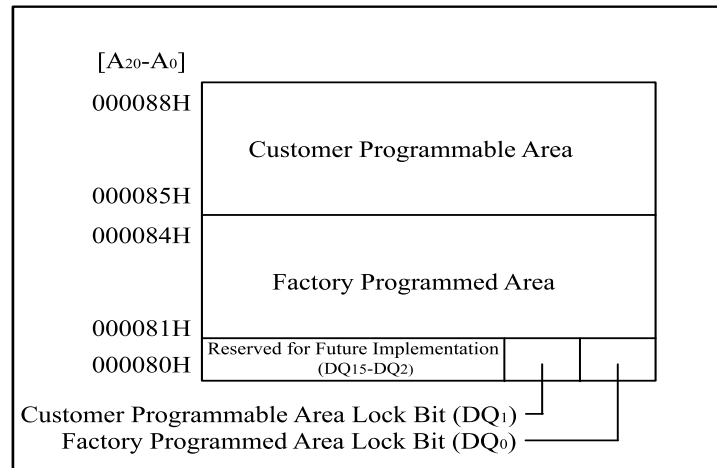 [A20-A0]
000088H
Customer Programmable Area
000085H
000084H
Factory Programmed Area
000081H
Reserved for Future Implementation
(DQ15-DQ2)
000080H
Customer Programmable Area Lock Bit (DQ1)
Factory Programmed Area Lock Bit (DQ0)